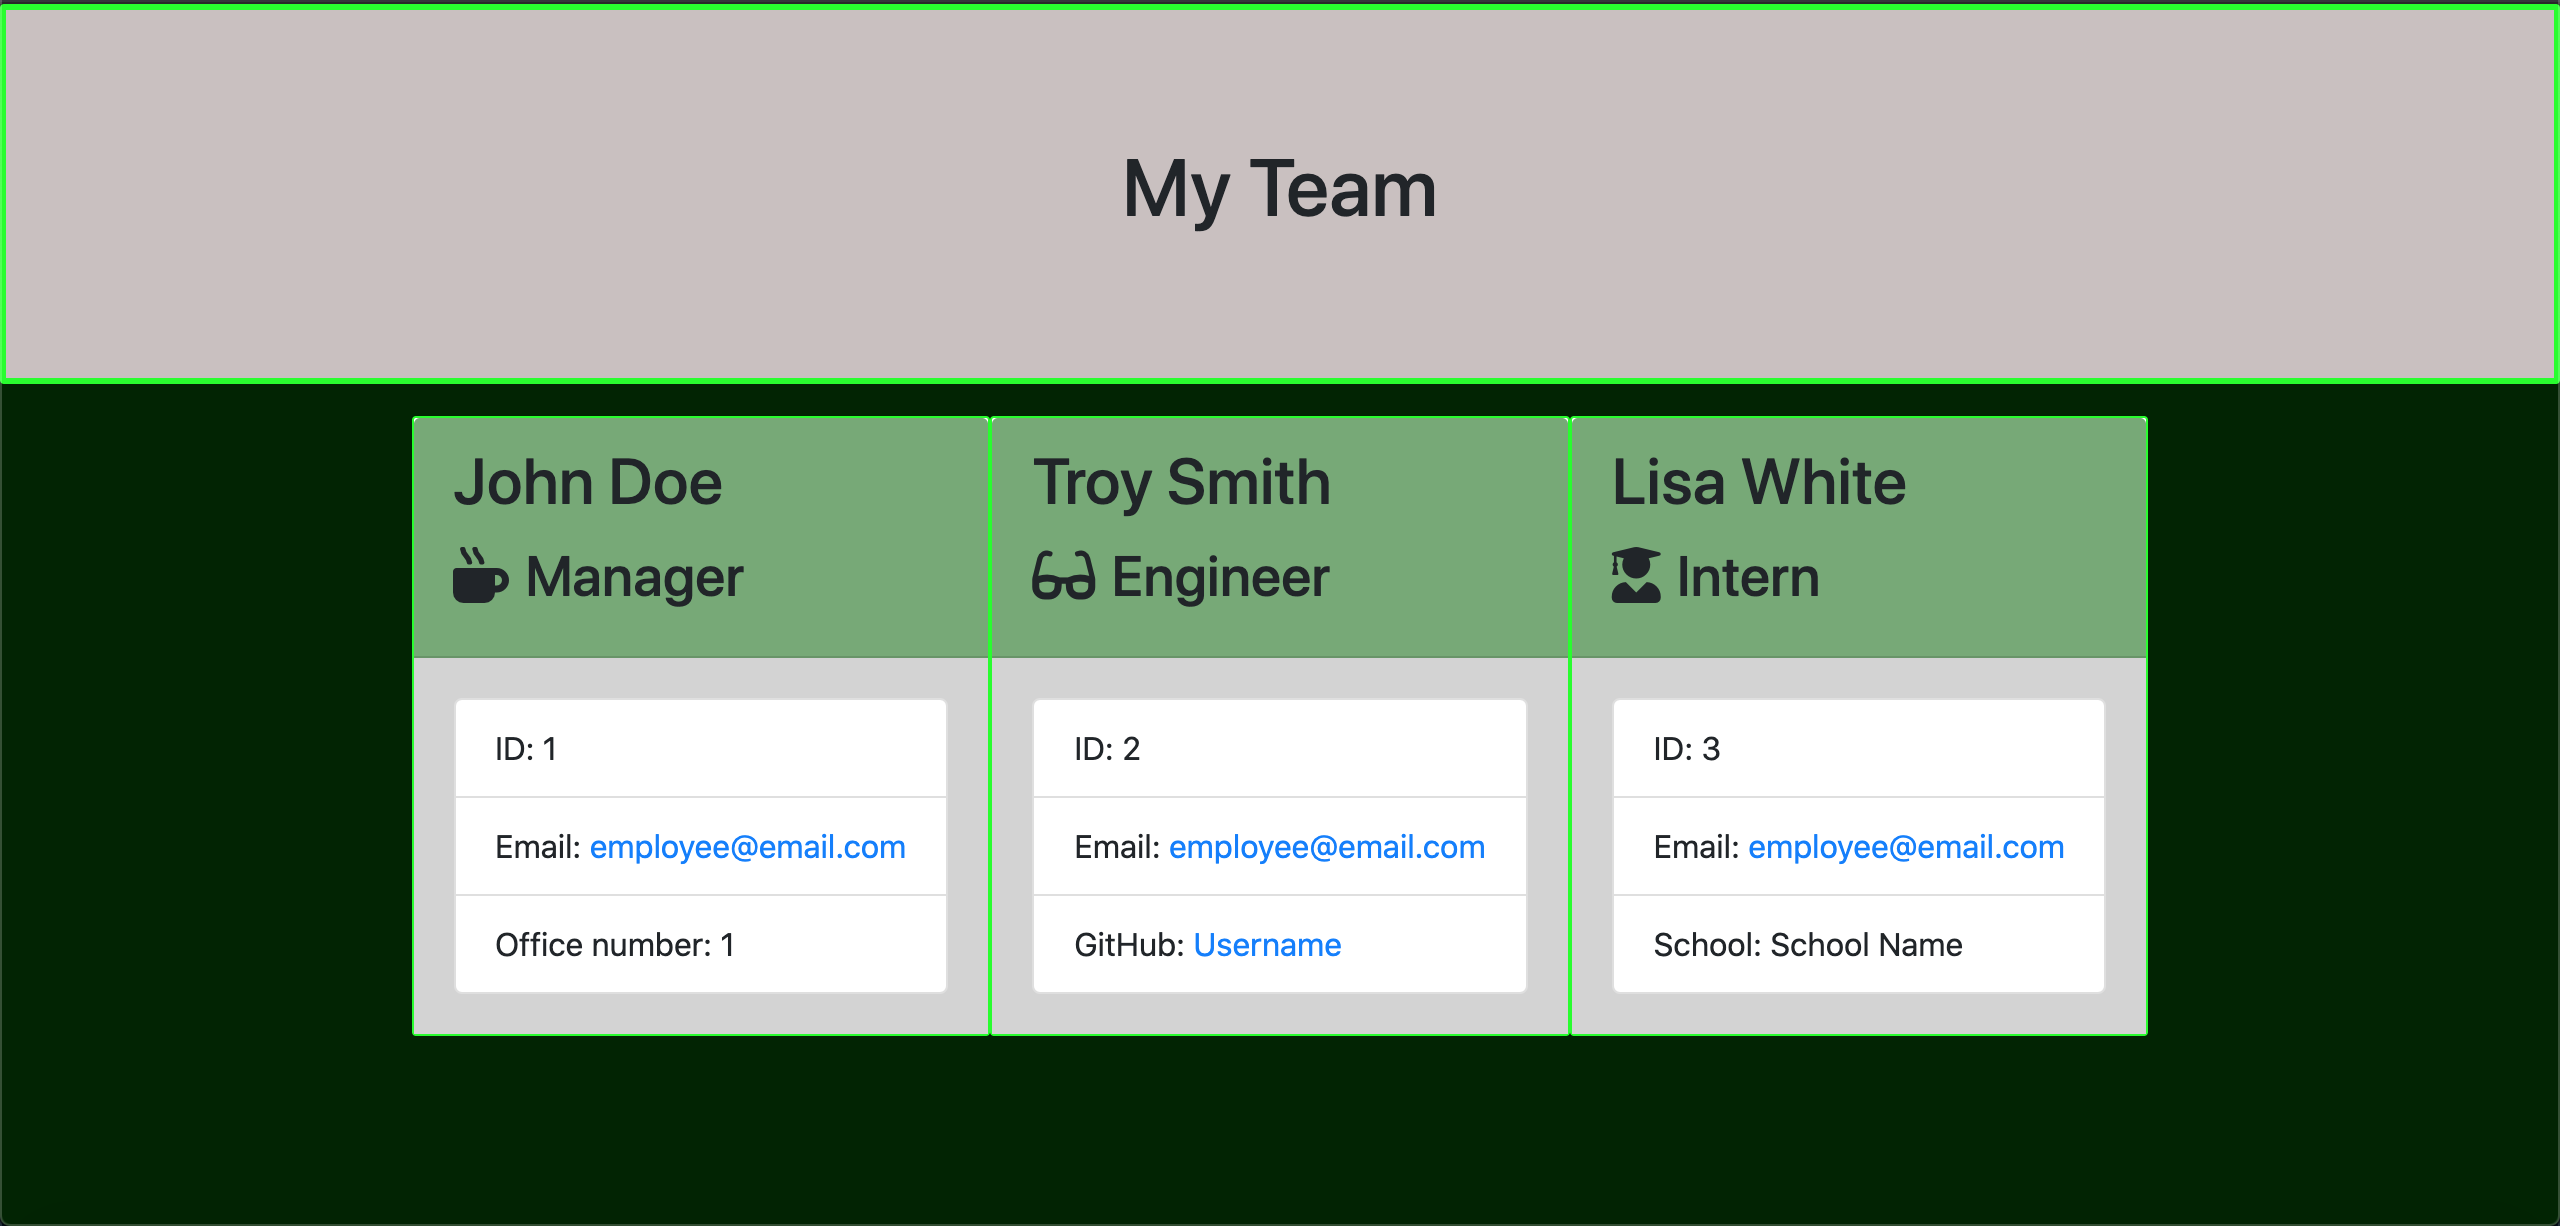 My Team
John Doe
Manager
ID: 1
Email: employee@email.com
Office number: 1
Troy Smith
Engineer
ID: 2
Email: employee@email.com
GitHub: Username
Lisa White
Intern
ID: 3
Email: employee@email.com
School: School Name